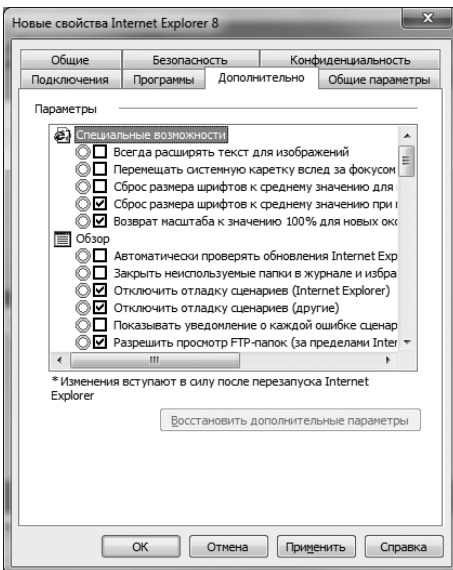 Новые свойства Internet Explorer 8
Общие Безопасность Конфиденциальность
Подключения Программы Дополнительно Общие параметры
Параметры
Специальные возможности
Всегда расширять текст для изображений
Перемещать системную каретку вслед за фокусом
Сброс размера шрифтов к среднему значению для
Сброс размера шрифтов к среднему значению при
Возврат масштаба к значению 100% для новых
Обзор
Автоматически проверять обновления Internet Exp
Закрыть неиспользуемые папки в журнале и избра
Отключить отладку сценариев (Internet Explorer)
Отключить отладку сценариев (другие)
Показывать уведомление о каждой ошибке сценар
Разрешить просмотр FTP-папок (за пределами Inter
* Изменения вступают в силу после перезапуска Internet
Explorer
Восстановить дополнительные параметры
ОК Отмена Применить Справка